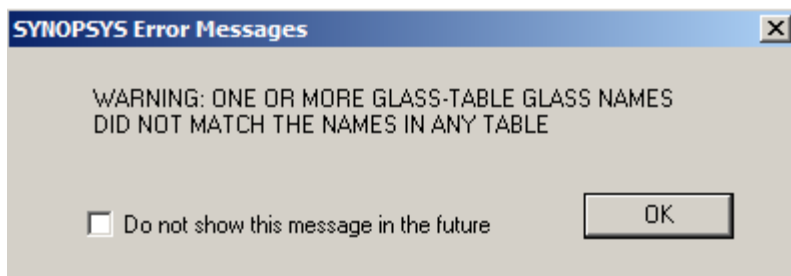 SYNOPSYS Error Messages
WARNING: ONE OR MORE GLASS-TABLE GLASS NAMES
DID NOT MATCH THE NAMES IN ANY TABLE
Do not show this message in the future
OK